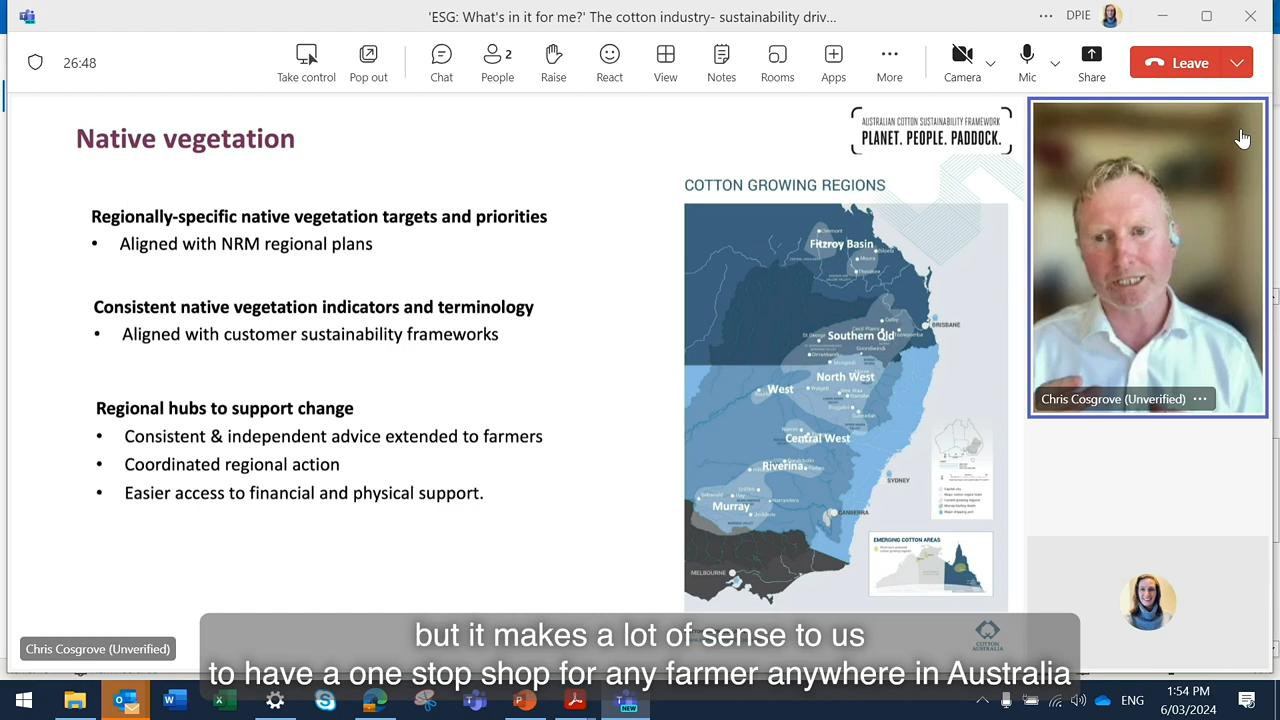 'ESG: What's in it for me?' The cotton industry- sustainability driv...
DPIE
26:48
Take control
Pop out
Chat
2
People
Raise
React
View
Notes
Rooms
Apps
More
Camera
Mic
Share
Leave
Native vegetation
AUSTRALIAN COTTON SUSTAINABILITY FRAMEWORK
PLANET. PEOPLE. PADDOCK.
COTTON GROWING REGIONS
Regionally-specific native vegetation targets and priorities
• Aligned with NRM regional plans
Consistent native vegetation indicators and terminology
• Aligned with customer sustainability frameworks
Regional hubs to support change
• Consistent & independent advice extended to farmers
• Coordinated regional action
• Easier access to financial and physical support.
Fitzroy Basin
Moura
Theodore
BRISBANE
Southern Qld
Goondiwindi
North West
West
Central West
Riverina
SYDNEY
Murray
CANBERRA
MELBOURNE
EMERGING COTTON AREAS
COTTON
AUSTRALIA
Chris Cosgrove (Unverified)
Chris Cosgrove (Unverified)
but it makes a lot of sense to us
to have a one stop shop for any farmer anywhere in Australia
NEW
ENG
1:54 PM
6/03/2024